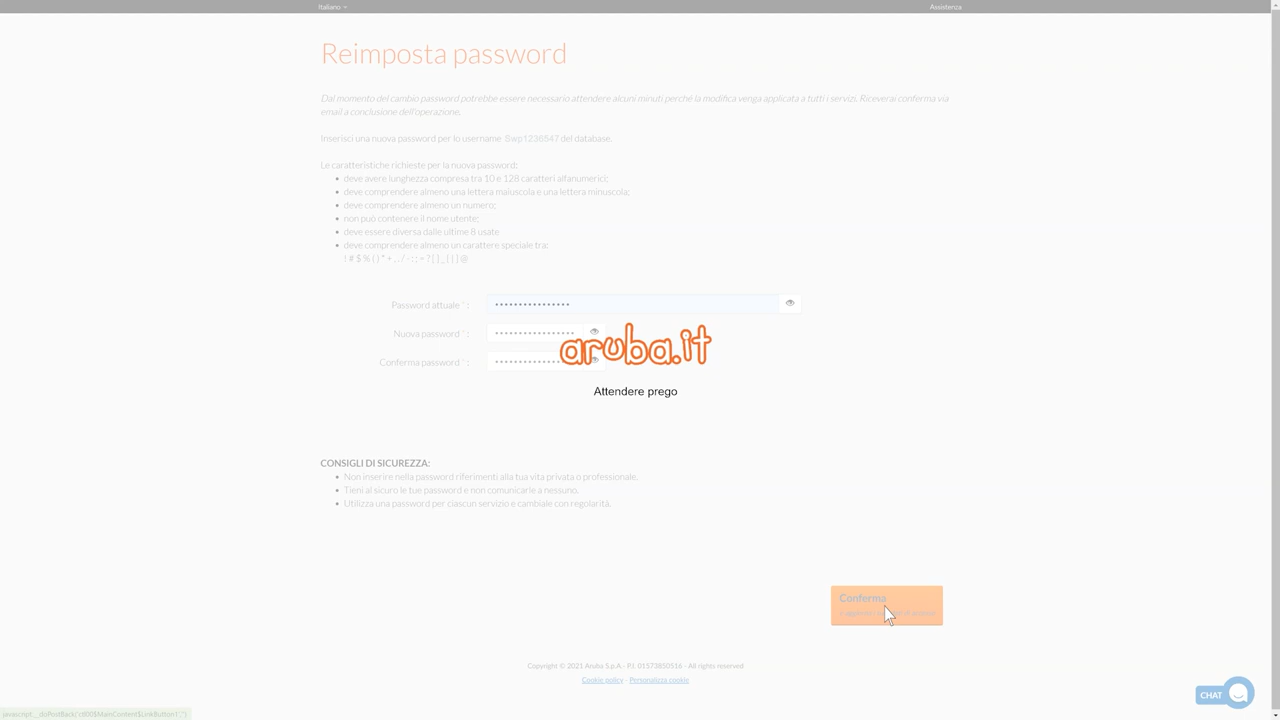 Italiano
Assistenza
Reimposta password
Dal momento del cambio password potrebbe essere necessario attendere alcuni minuti perché la modifica venga applicata a tutti i servizi. Riceverai conferma via
email a conclusione dell'operazione.
Inserisci una nuova password per lo username Swp1238547 del database.
Le caratteristiche richieste per la nuova password:
• deve avere lunghezza compresa tra 10 e 128 caratteri alfanumerici;
• deve comprendere almeno una lettera maiuscola e una lettera minuscola;
• deve comprendere almeno un numero;
• non può contenere il nome utente;
• deve essere diversa dalle ultime 8 usate
• deve comprendere almeno un carattere speciale tra:
Password attuale * :
Nuova password * :
Conferma password * :
aruba.it
Attendere prego
CONSIGLI DI SICUREZZA:
• Non inserire nella password riferimenti alla tua vita privata o professionale.
• Tieni al sicuro le tue password e non comunicarle a nessuno.
• Utilizza una password per ciascun servizio e cambiale con regolarità.
Conferma
Copyright © 2021 Aruba S.p.A. - P.I. 01573850516 - All rights reserved
Cookie policy - Personalizza cookie
CHAT
javascript:__doPostBack('ctl00$MainContent$LinkButton1','')